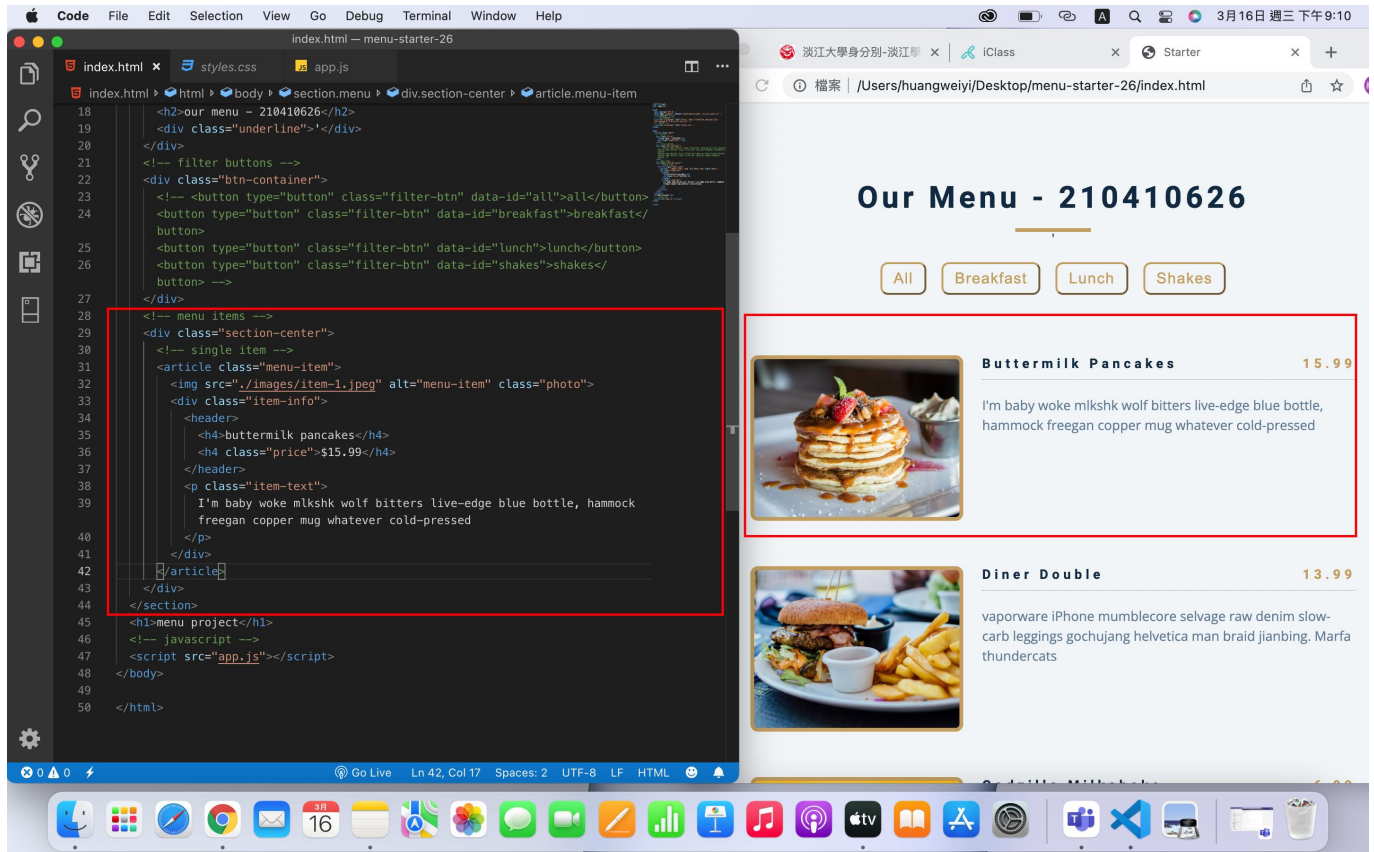 Code File Edit Selection View Go Debug Terminal Window Help
A 3月16日 週三 下午9:10
index.html — menu-starter-26
index.html × styles.css JS app.js
index.html html body section.menu div.section-center article.menu-item
18 <h2>our menu - 210410626</h2>
19 <div class="underline">'</div>
20 </div>
21 <!-- filter buttons -->
22 <div class="btn-container">
23 <!-- <button type="button" class="filter-btn" data-id="all">all</button>
24 <button type="button" class="filter-btn" data-id="breakfast">breakfast</
button>
25 <button type="button" class="filter-btn" data-id="lunch">lunch</button>
26 <button type="button" class="filter-btn" data-id="shakes">shakes</
button> -->
27 </div>
28 <!-- menu items -->
29 <div class="section-center">
30 <!-- single item -->
31 <article class="menu-item">
32 <img src="./images/item-1.jpeg" alt="menu-item" class="photo">
33 <div class="item-info">
34 <header>
35 <h4>buttermilk pancakes</h4>
36 <h4 class="price">$15.99</h4>
37 </header>
38 <p class="item-text">
39 I'm baby woke mlkshk wolf bitters live-edge blue bottle, hammock
freegan copper mug whatever cold-pressed
40 </p>
41 </div>
42 </article>
43 </div>
44 </section>
45 <h1>menu project</h1>
46 <!-- javascript -->
47 <script src="app.js"></script>
48 </body>
49
50 </html>
0 0 Go Live Ln 42, Col 17 Spaces: 2 UTF-8 LF HTML
淡江大學身分別-淡江 × iClass × Starter × +
檔案 | /Users/huangweiyi/Desktop/menu-starter-26/index.html
Our Menu - 210410626
'
All Breakfast Lunch Shakes
Buttermilk Pancakes 15.99
I'm baby woke mlkshk wolf bitters live-edge blue bottle,
hammock freegan copper mug whatever cold-pressed
Diner Double 13.99
vaporware iPhone mumblecore selvage raw denim slow-
carb leggings gochujang helvetica man braid jianbing. Marfa
thundercats
3月
16
tv